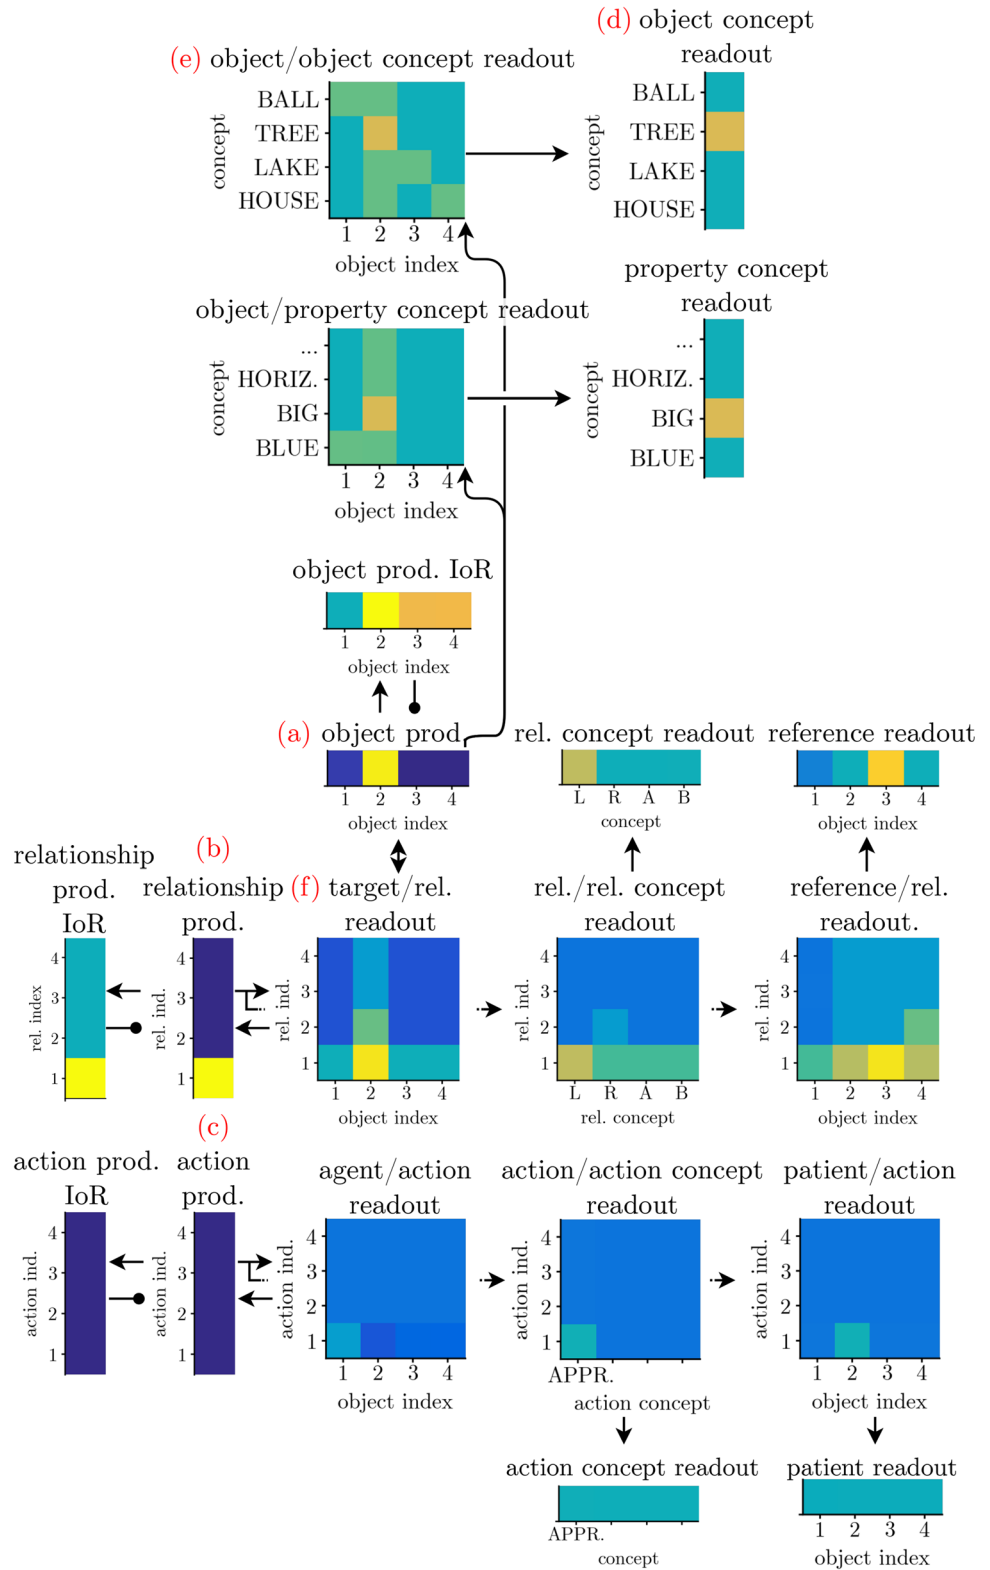 (d) object concept
readout
(e) object/object concept readout
concept
BALL
TREE
LAKE
HOUSE
1 2 3 4
object index
concept
BALL
TREE
LAKE
HOUSE
object/property concept readout
concept
...
HORIZ.
BIG
BLUE
1 2 3 4
object index
property concept
readout
concept
...
HORIZ.
BIG
BLUE
object prod. IoR
1 2 3 4
object index
(a) object prod.
1 2 3 4
object index
rel. concept readout
L R A B
concept
reference readout
1 2 3 4
object index
relationship
prod.
IoR
rel. index
4
3
2
1
(b)
relationship
prod.
rel. ind.
4
3
2
1
(f) target/rel.
readout
rel. ind.
4
3
2
1
1 2 3 4
object index
rel./rel. concept
readout
rel. ind.
4
3
2
1
L R A B
rel. concept
reference/rel.
readout.
rel. ind.
4
3
2
1
1 2 3 4
object index
action prod.
IoR
action ind.
4
3
2
1
(c)
action
prod.
action ind.
4
3
2
1
agent/action
readout
action ind.
4
3
2
1
1 2 3 4
object index
action/action concept
readout
action ind.
4
3
2
1
APPR.
action concept
patient/action
readout
action ind.
4
3
2
1
1 2 3 4
object index
action concept readout
APPR.
concept
patient readout
1 2 3 4
object index